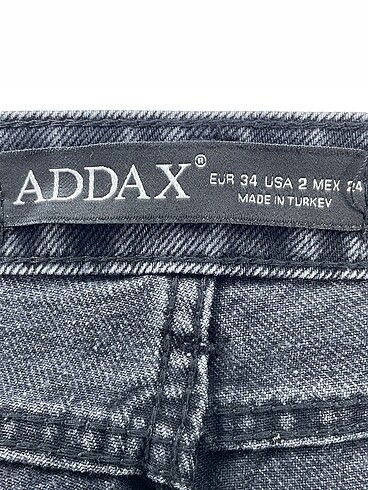 ADDAX® EUR 34 USA 2 MEX 24
MADE IN TURKEY